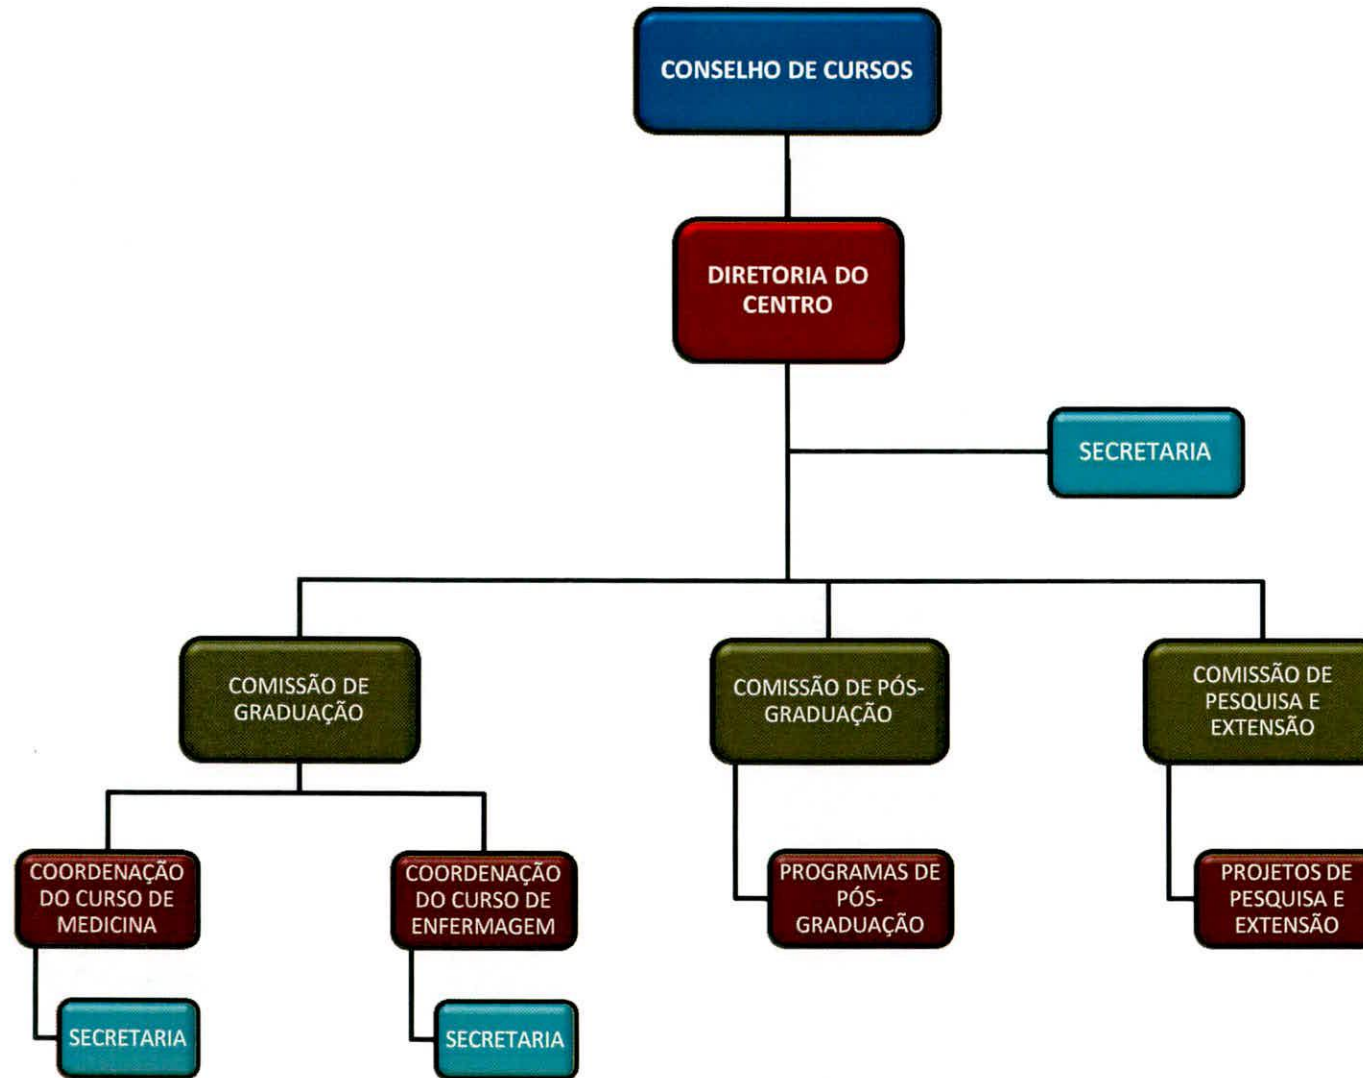 CONSELHO DE CURSOS
DIRETORIA DO
CENTRO
SECRETARIA
COMISSÃO DE
GRADUAÇÃO
COMISSÃO DE PÓS-
GRADUAÇÃO
COMISSÃO DE
PESQUISA E
EXTENSÃO
COORDENAÇÃO
DO CURSO DE
MEDICINA
COORDENAÇÃO
DO CURSO DE
ENFERMAGEM
PROGRAMAS DE
PÓS-
GRADUAÇÃO
PROJETOS DE
PESQUISA E
EXTENSÃO
SECRETARIA
SECRETARIA